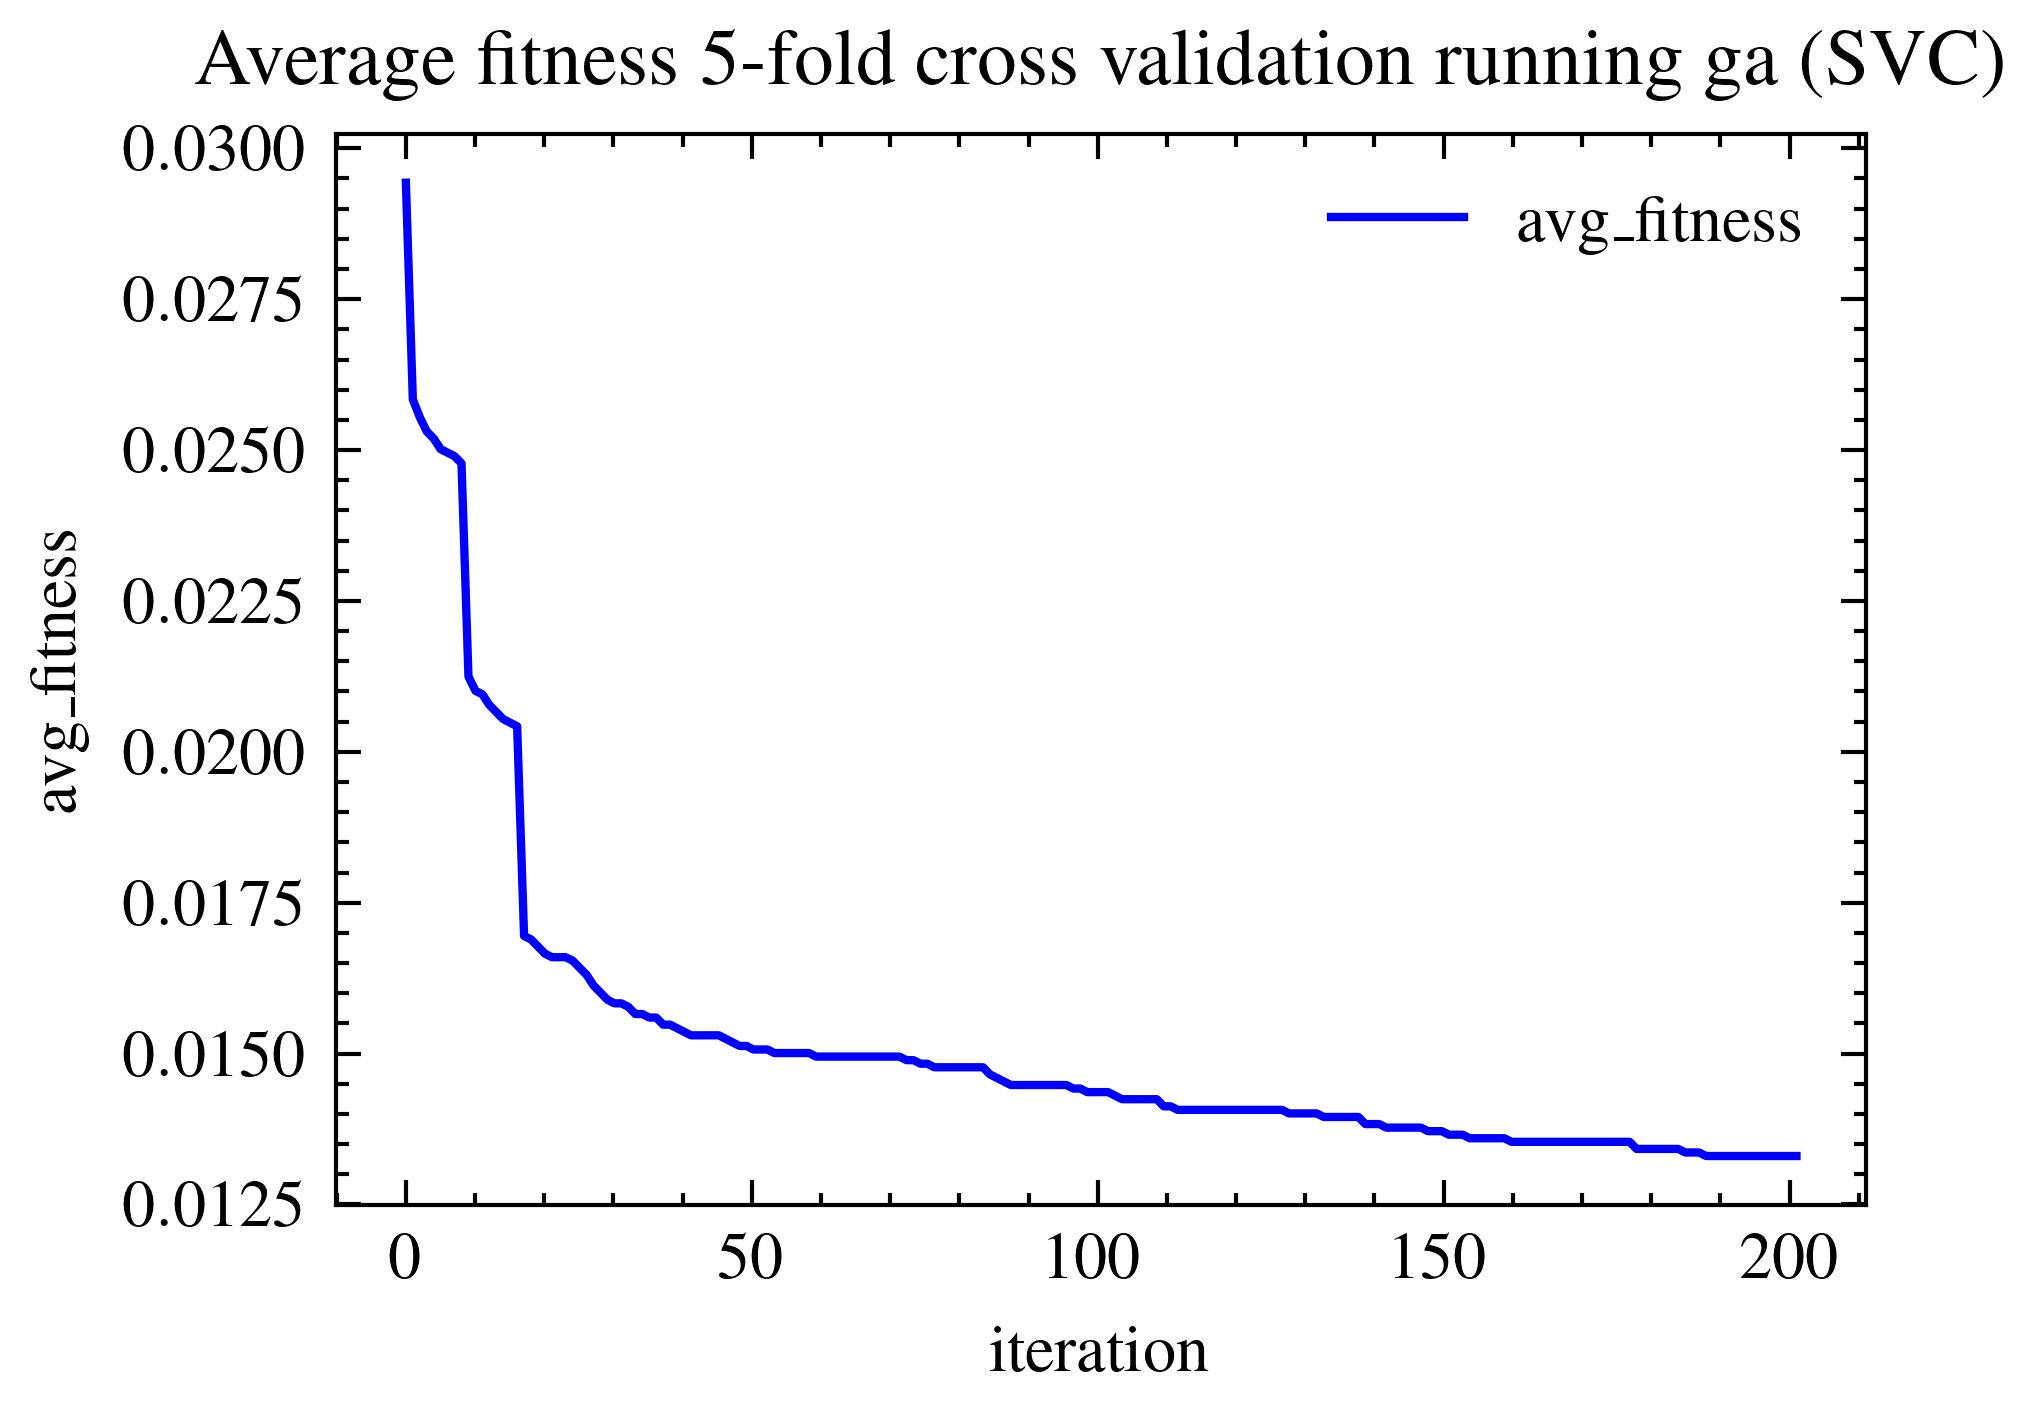 Average fitness 5-fold cross validation running ga (SVC)
avg_fitness
0.0300
0.0275
0.0250
0.0225
0.0200
0.0175
0.0150
0.0125
avg_fitness
0 50 100 150 200
iteration